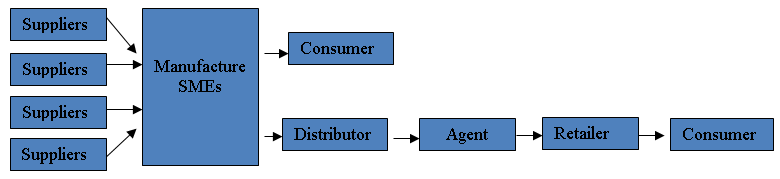 Suppliers
Suppliers
Suppliers
Suppliers
Manufacture
SMEs
Consumer
Distributor
Agent
Retailer
Consumer